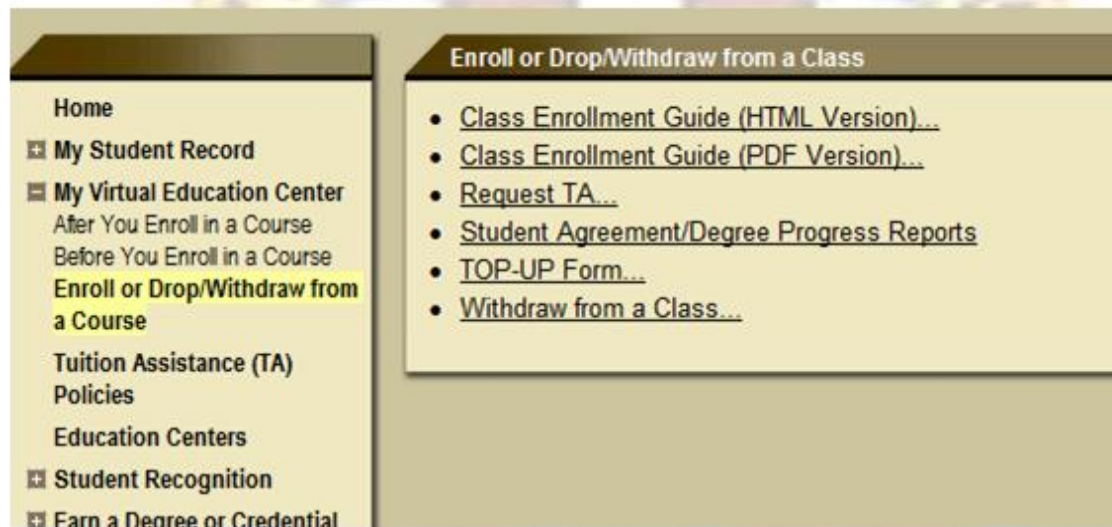 Home
My Student Record
My Virtual Education Center
After You Enroll in a Course
Before You Enroll in a Course
Enroll or Drop/Withdraw from
a Course
Tuition Assistance (TA)
Policies
Education Centers
Student Recognition
Earn a Degree or Credential
Enroll or Drop/Withdraw from a Class
Class Enrollment Guide (HTML Version)...
Class Enrollment Guide (PDF Version)...
Request TA...
Student Agreement/Degree Progress Reports
TOP-UP Form...
Withdraw from a Class...